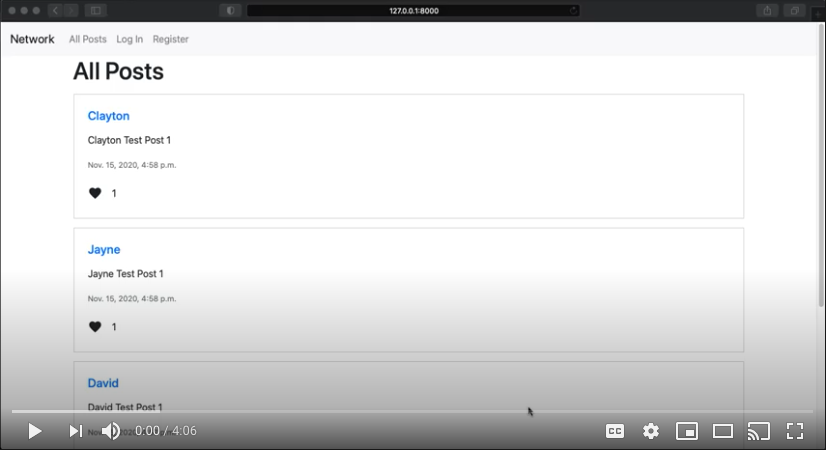 127.0.0.1:8000
Network All Posts Log In Register
All Posts
Clayton
Clayton Test Post 1
Nov. 15, 2020, 4:58 p.m.
1
Jayne
Jayne Test Post 1
Nov. 15, 2020, 4:58 p.m.
1
David
David Test Post 1
0:00 / 4:06
CC